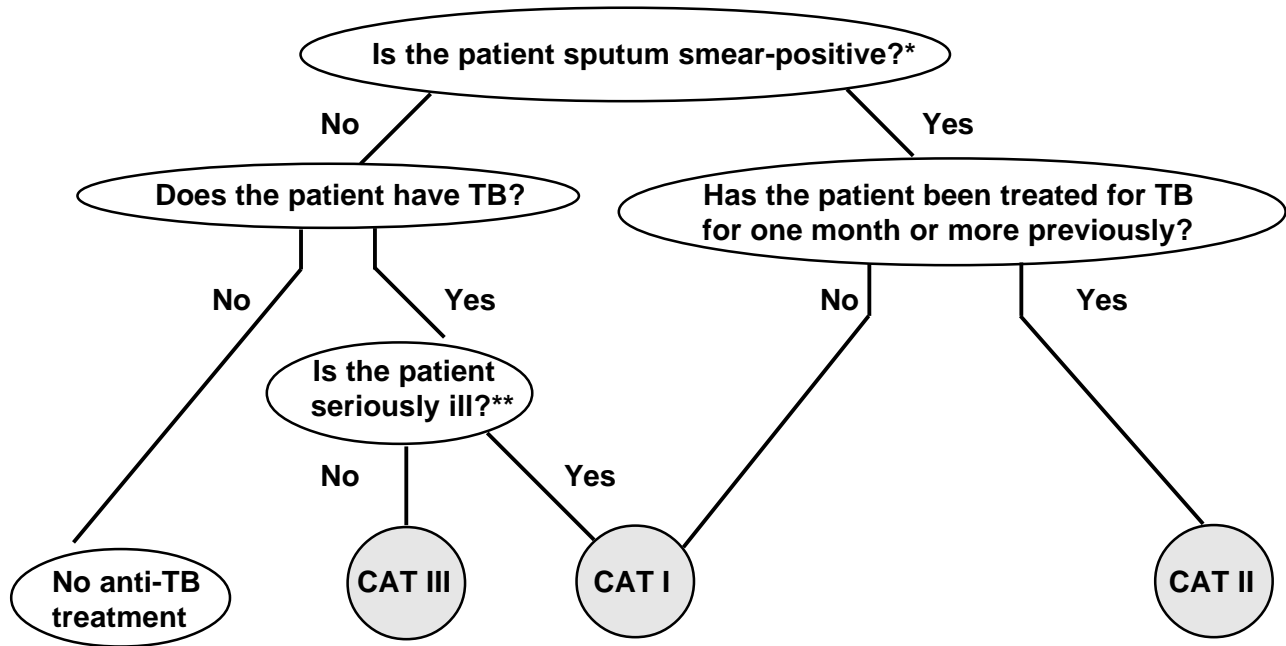 Is the patient sputum smear-positive?*
No
Yes
Does the patient have TB?
Has the patient been treated for TB
for one month or more previously?
No
Yes
No
Yes
Is the patient
seriously ill?**
No
Yes
No anti-TB
treatment
CAT III
CAT I
CAT II